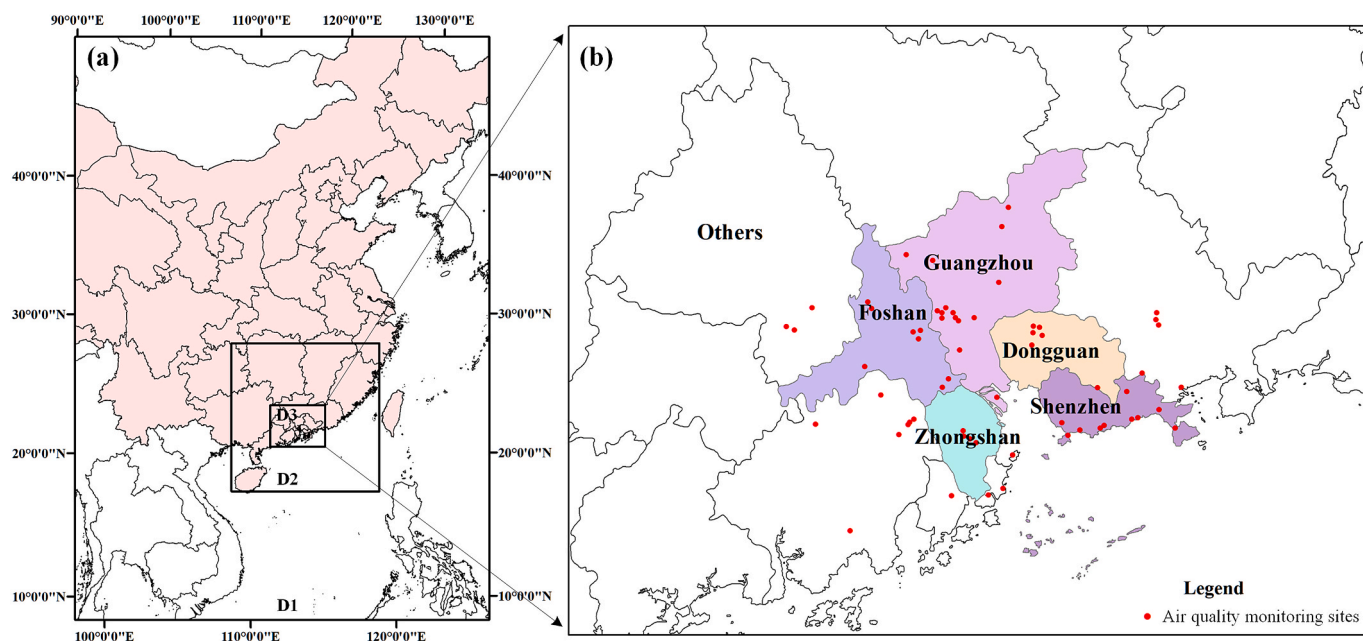 90°0'0"E 100°0'0"E 110°0'0"E 120°0'0"E 130°0'0"E
(a)
40°0'0"N 40°0'0"N
30°0'0"N 30°0'0"N
20°0'0"N 20°0'0"N
10°0'0"N 10°0'0"N
D3
D2
D1
100°0'0"E 110°0'0"E 120°0'0"E
(b)
Others
Guangzhou
Foshan
Dongguan
Shenzhen
Zhongshan
Legend
Air quality monitoring sites